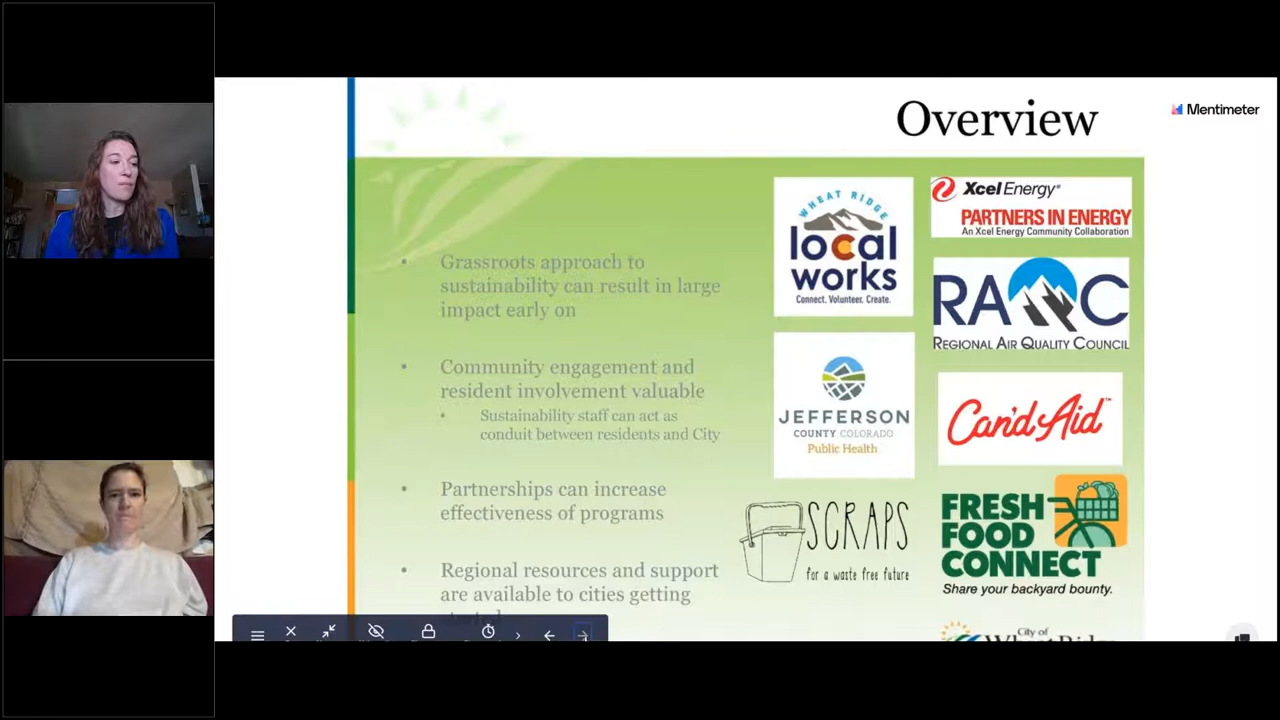 Overview
Mentimeter
• Grassroots approach to
sustainability can result in large
impact early on
• Community engagement and
resident involvement valuable
• Sustainability staff can act as
conduit between residents and City
• Partnerships can increase
effectiveness of programs
• Regional resources and support
are available to cities getting
WHEAT RIDGE
local
works
Connect. Volunteer. Create.
Xcel Energy®
PARTNERS IN ENERGY
An Xcel Energy Community Collaboration
RAQC
REGIONAL AIR QUALITY COUNCIL
JEFFERSON
COUNTY COLORADO
Public Health
Can'd Aid™
SCRAPS
for a waste free future
FRESH
FOOD
CONNECT
Share your backyard bounty.
City of
Wheat Ridge